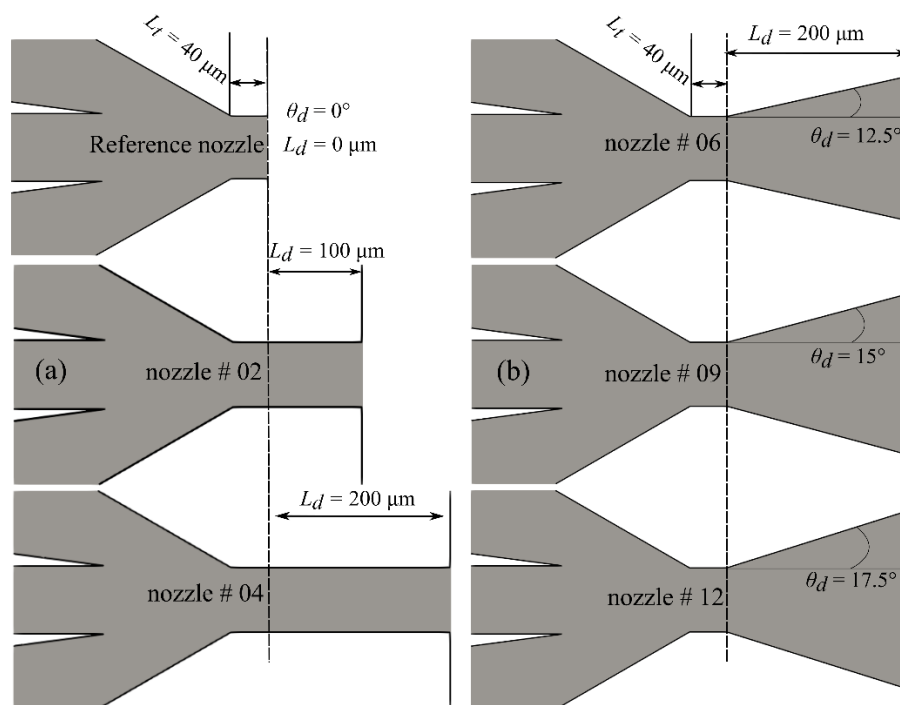 L_t = 40 μm
θ_d = 0°
Reference nozzle
L_d = 0 μm
L_d = 100 μm
(a)
nozzle # 02
L_d = 200 μm
nozzle # 04
L_t = 40 μm
L_d = 200 μm
nozzle # 06
θ_d = 12.5°
(b)
nozzle # 09
θ_d = 15°
nozzle # 12
θ_d = 17.5°